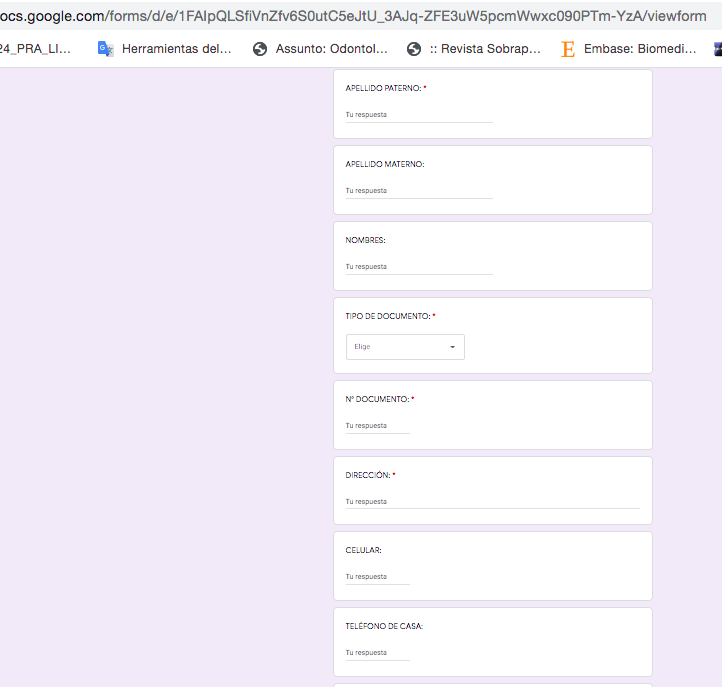 ocs.google.com/forms/d/e/1FAIpQLSfiVnZfv6S0utC5eJtU_3AJq-ZFE3uW5pcmWwxc090PTm-YzA/viewform
24_PRA_LI... Herramientas del... Assunto: Odontol... :: Revista Sobrap... E Embase: Biomedi...
APELLIDO PATERNO: *
Tu respuesta
APELLIDO MATERNO:
Tu respuesta
NOMBRES:
Tu respuesta
TIPO DE DOCUMENTO: *
Elige
N° DOCUMENTO: *
Tu respuesta
DIRECCIÓN: *
Tu respuesta
CELULAR:
Tu respuesta
TELÉFONO DE CASA:
Tu respuesta